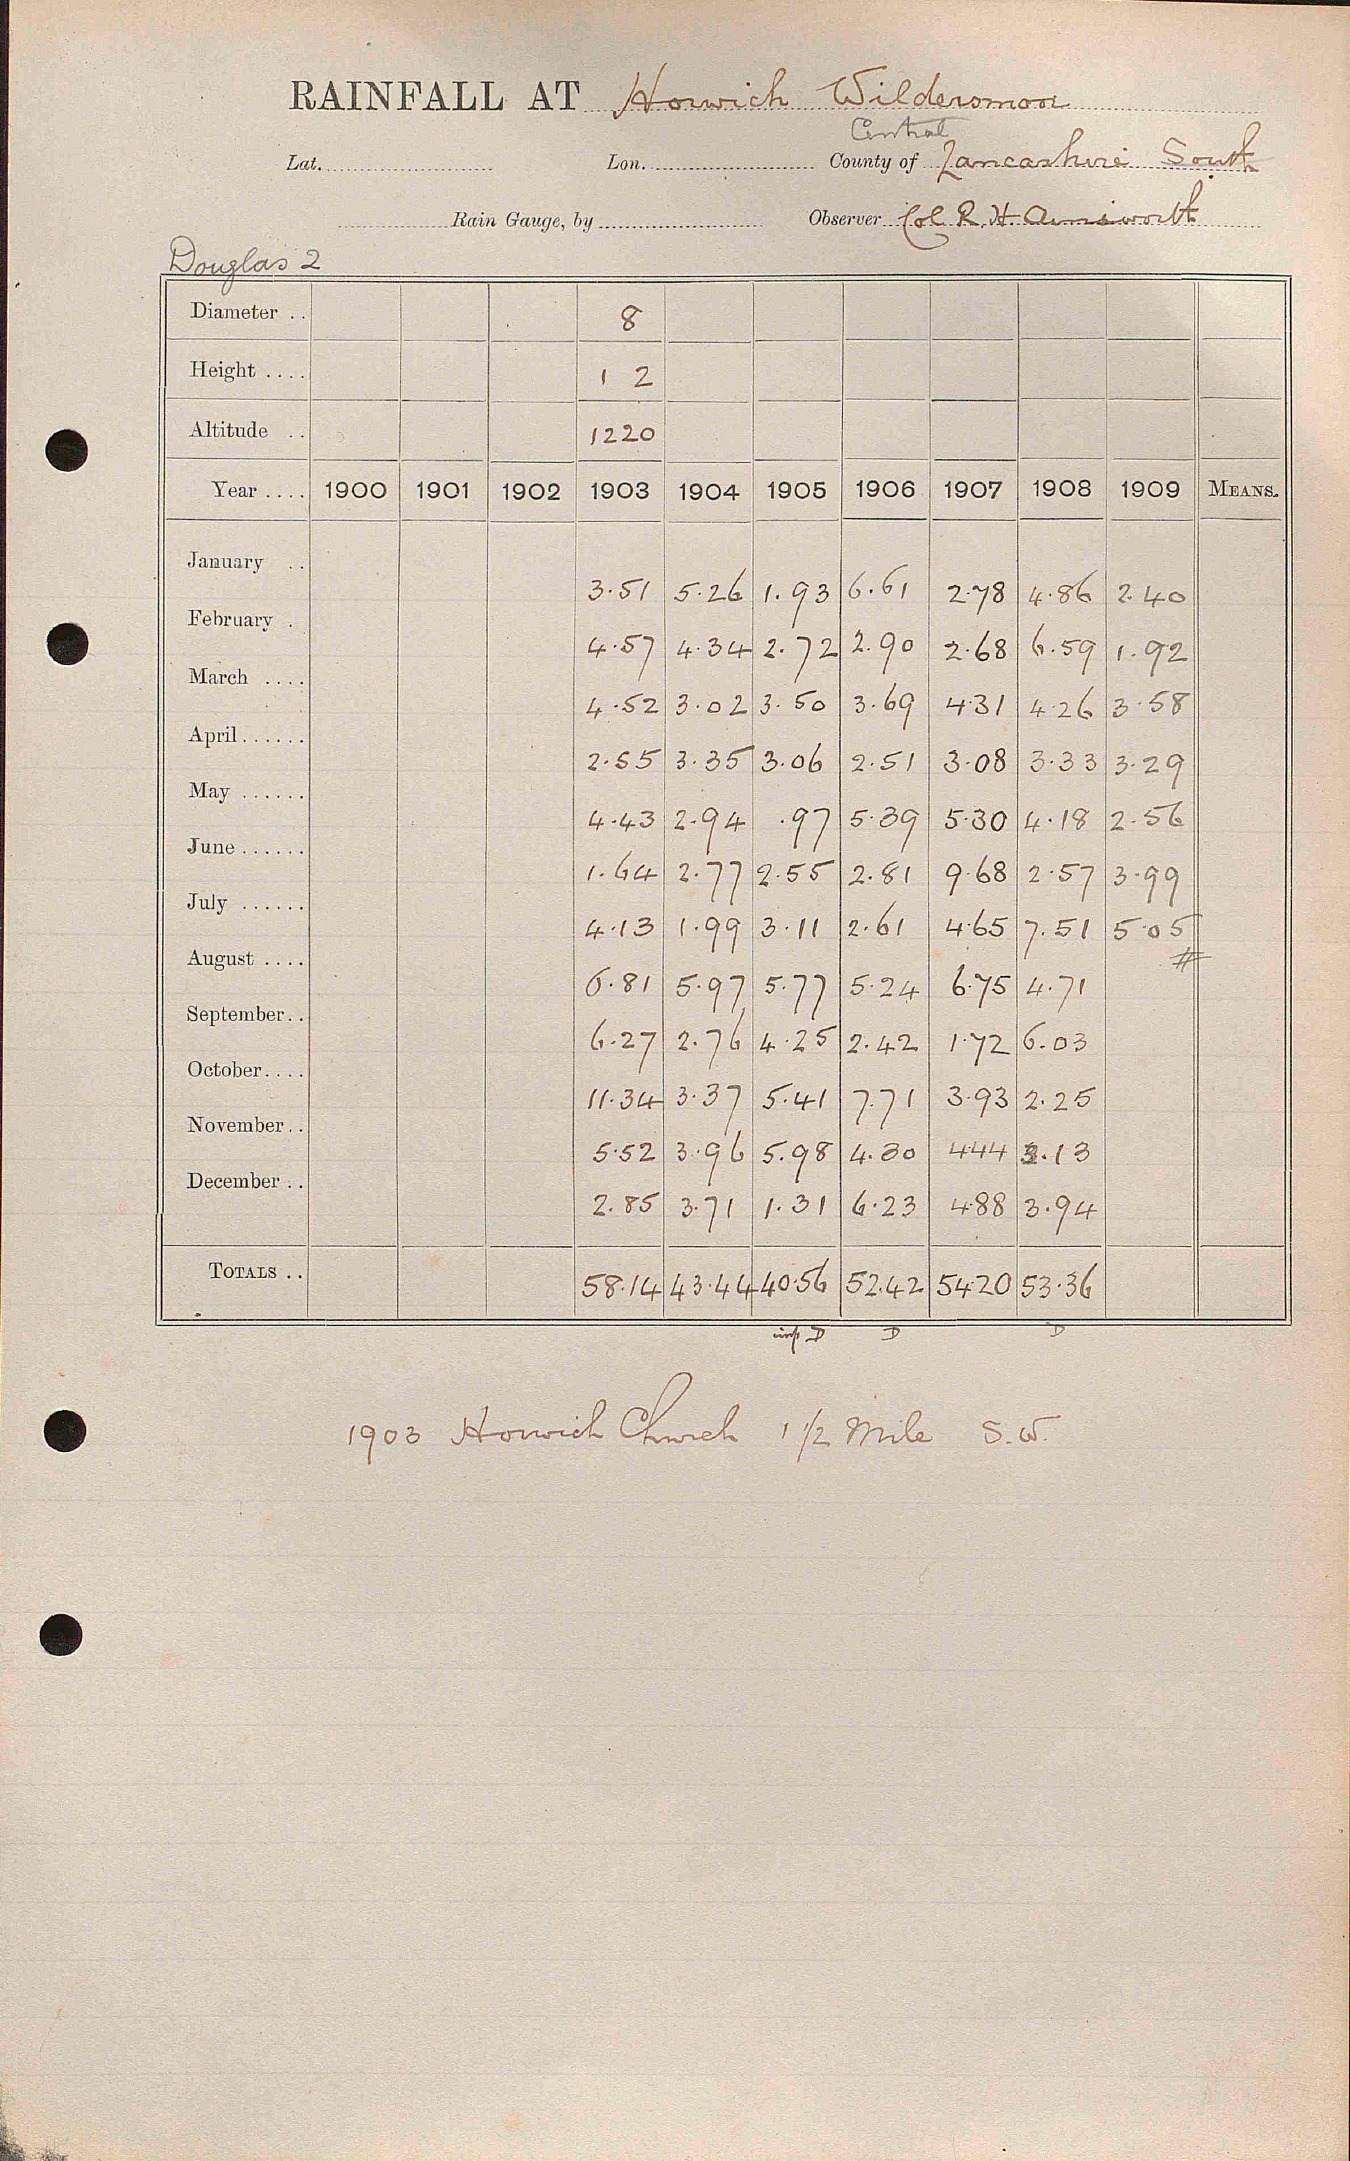 RAINFALL AT Horwich Wildersmoor
Central
Lat. Lon. County of Lancashire South
Rain Gauge, by Observer Col R. H. Ainsworth
Douglas 2
Diameter .. 8
Height .... 1 2
Altitude .. 1220
Year .... 1900 1901 1902 1903 1904 1905 1906 1907 1908 1909 MEANS.
January .. 3.51 5.26 1.93 6.61 2.78 4.86 2.40
February . 4.57 4.34 2.72 2.90 2.68 6.59 1.92
March .... 4.52 3.02 3.50 3.69 4.31 4.26 3.58
April...... 2.55 3.35 3.06 2.51 3.08 3.33 3.29
May ...... 4.43 2.94 .97 5.39 5.30 4.18 2.56
June ...... 1.64 2.77 2.55 2.81 9.68 2.57 3.99
July ...... 4.13 1.99 3.11 2.61 4.65 7.51 5.05
#
August .... 6.81 5.97 5.77 5.24 6.75 4.71
September.. 6.27 2.76 4.25 2.42 1.72 6.03
October.... 11.34 3.37 5.41 7.71 3.93 2.25
November.. 5.52 3.96 5.98 4.30 4.44 3.13
December .. 2.85 3.71 1.31 6.23 4.88 3.94
TOTALS .. 58.14 43.44 40.56 52.42 54.20 53.36
D D D
1903 Horwich Church 1 1/2 Mile S.W.